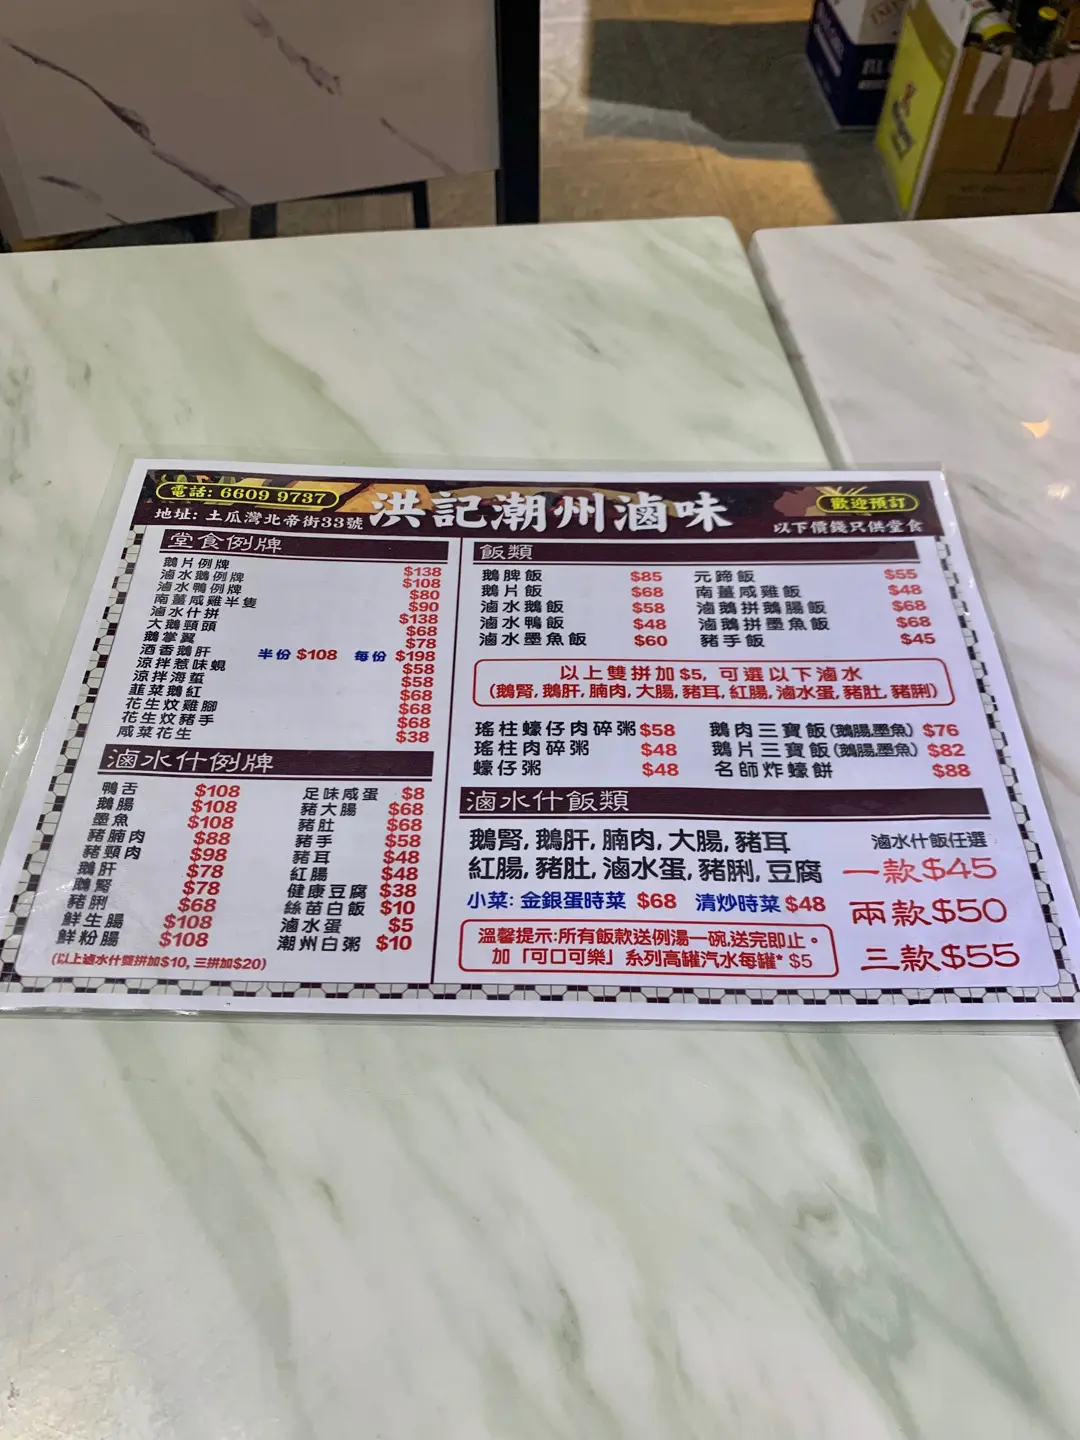 電話: 6609 9737
地址: 土瓜灣北帝街33號
洪記潮州滷味
歡迎預訂
以下價錢只供堂食
堂食例牌
鵝片例牌 $138
滷水鵝例牌 $108
滷水鴨例牌 $80
南薑咸雞半隻 $90
滷水什拼 $138
大鵝頸頭 $68
鵝掌翼 $78
酒香鵝肝 半份 $108 每份 $198
涼拌惹味蜆 $58
涼拌海蜇 $58
韮菜鵝紅 $68
花生炆雞腳 $68
花生炆豬手 $68
咸菜花生 $38
滷水什例牌
鴨舌 $108
鵝腸 $108
墨魚 $108
豬腩肉 $88
豬頸肉 $98
鵝肝 $78
鵝腎 $78
豬脷 $68
鮮生腸 $108
鮮粉腸 $108
足味咸蛋 $8
豬大腸 $68
豬肚 $68
豬手 $58
豬耳 $48
紅腸 $48
健康豆腐 $38
絲苗白飯 $10
滷水蛋 $5
潮州白粥 $10
(以上滷水什雙拼加$10, 三拼加$20)
飯類
鵝脾飯 $85
鵝片飯 $68
滷水鵝飯 $58
滷水鴨飯 $48
滷水墨魚飯 $60
元蹄飯 $55
南薑咸雞飯 $48
滷鵝拼鵝腸飯 $68
滷鵝拼墨魚飯 $68
豬手飯 $45
以上雙拼加 $5, 可選以下滷水
(鵝腎, 鵝肝, 腩肉, 大腸, 豬耳, 紅腸, 滷水蛋, 豬肚, 豬脷)
瑤柱蠔仔肉碎粥 $58
瑤柱肉碎粥 $48
蠔仔粥 $48
鵝肉三寶飯 (鵝腸,墨魚) $76
鵝片三寶飯 (鵝腸,墨魚) $82
名師炸蠔餅 $88
滷水什飯類
鵝腎, 鵝肝, 腩肉, 大腸, 豬耳
紅腸, 豬肚, 滷水蛋, 豬脷, 豆腐
小菜: 金銀蛋時菜 $68 清炒時菜 $48
滷水什飯任選
一款$45
兩款$50
三款$55
溫馨提示:所有飯款送例湯一碗,送完即止。
加「可口可樂」系列高罐汽水每罐* $5